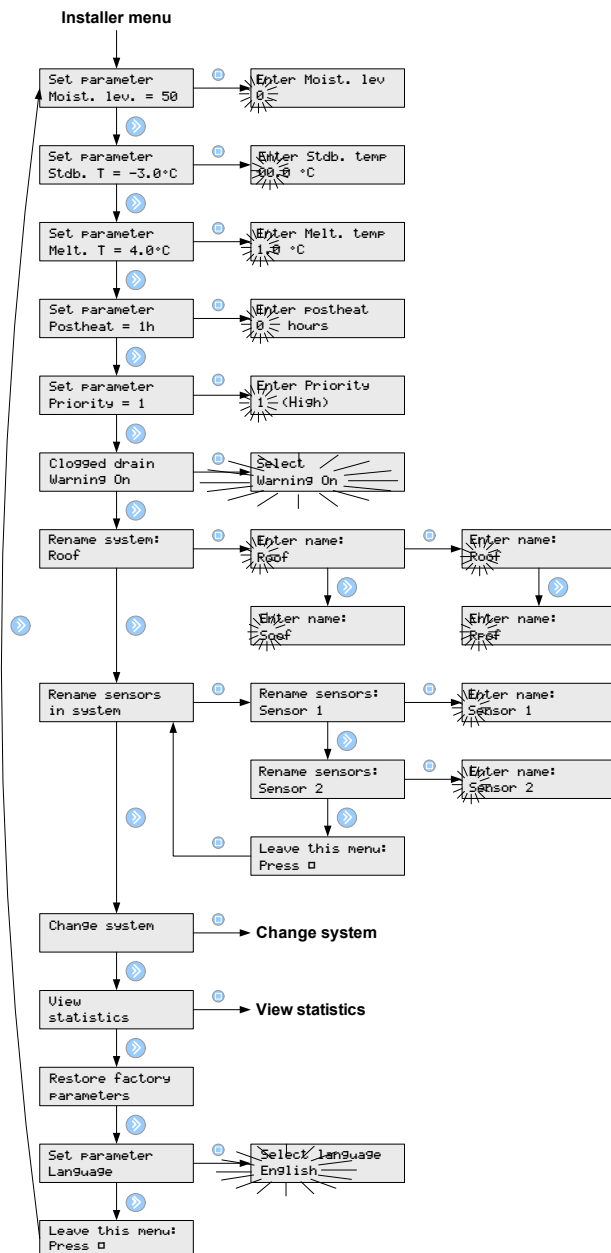 Installer menu
Set parameter
Moist. lev. = 50
Enter Moist. lev
0
Set parameter
Stdb. T = -3.0°C
Enter Stdb. temp
00.0 °C
Set parameter
Melt. T = 4.0°C
Enter Melt. temp
1.0 °C
Set parameter
Postheat = 1h
Enter postheat
0 hours
Set parameter
Priority = 1
Enter Priority
1 (High)
Clogged drain
Warning On
Select
Warning On
Rename system:
Roof
Enter name:
Roof
Enter name:
Roof
Enter name:
Soof
Enter name:
Rpof
Rename sensors
in system
Rename sensors:
Sensor 1
Enter name:
Sensor 1
Rename sensors:
Sensor 2
Enter name:
Sensor 2
Leave this menu:
Press □
Change system
Change system
View
statistics
View statistics
Restore factory
parameters
Set parameter
Language
Select language
English
Leave this menu:
Press □